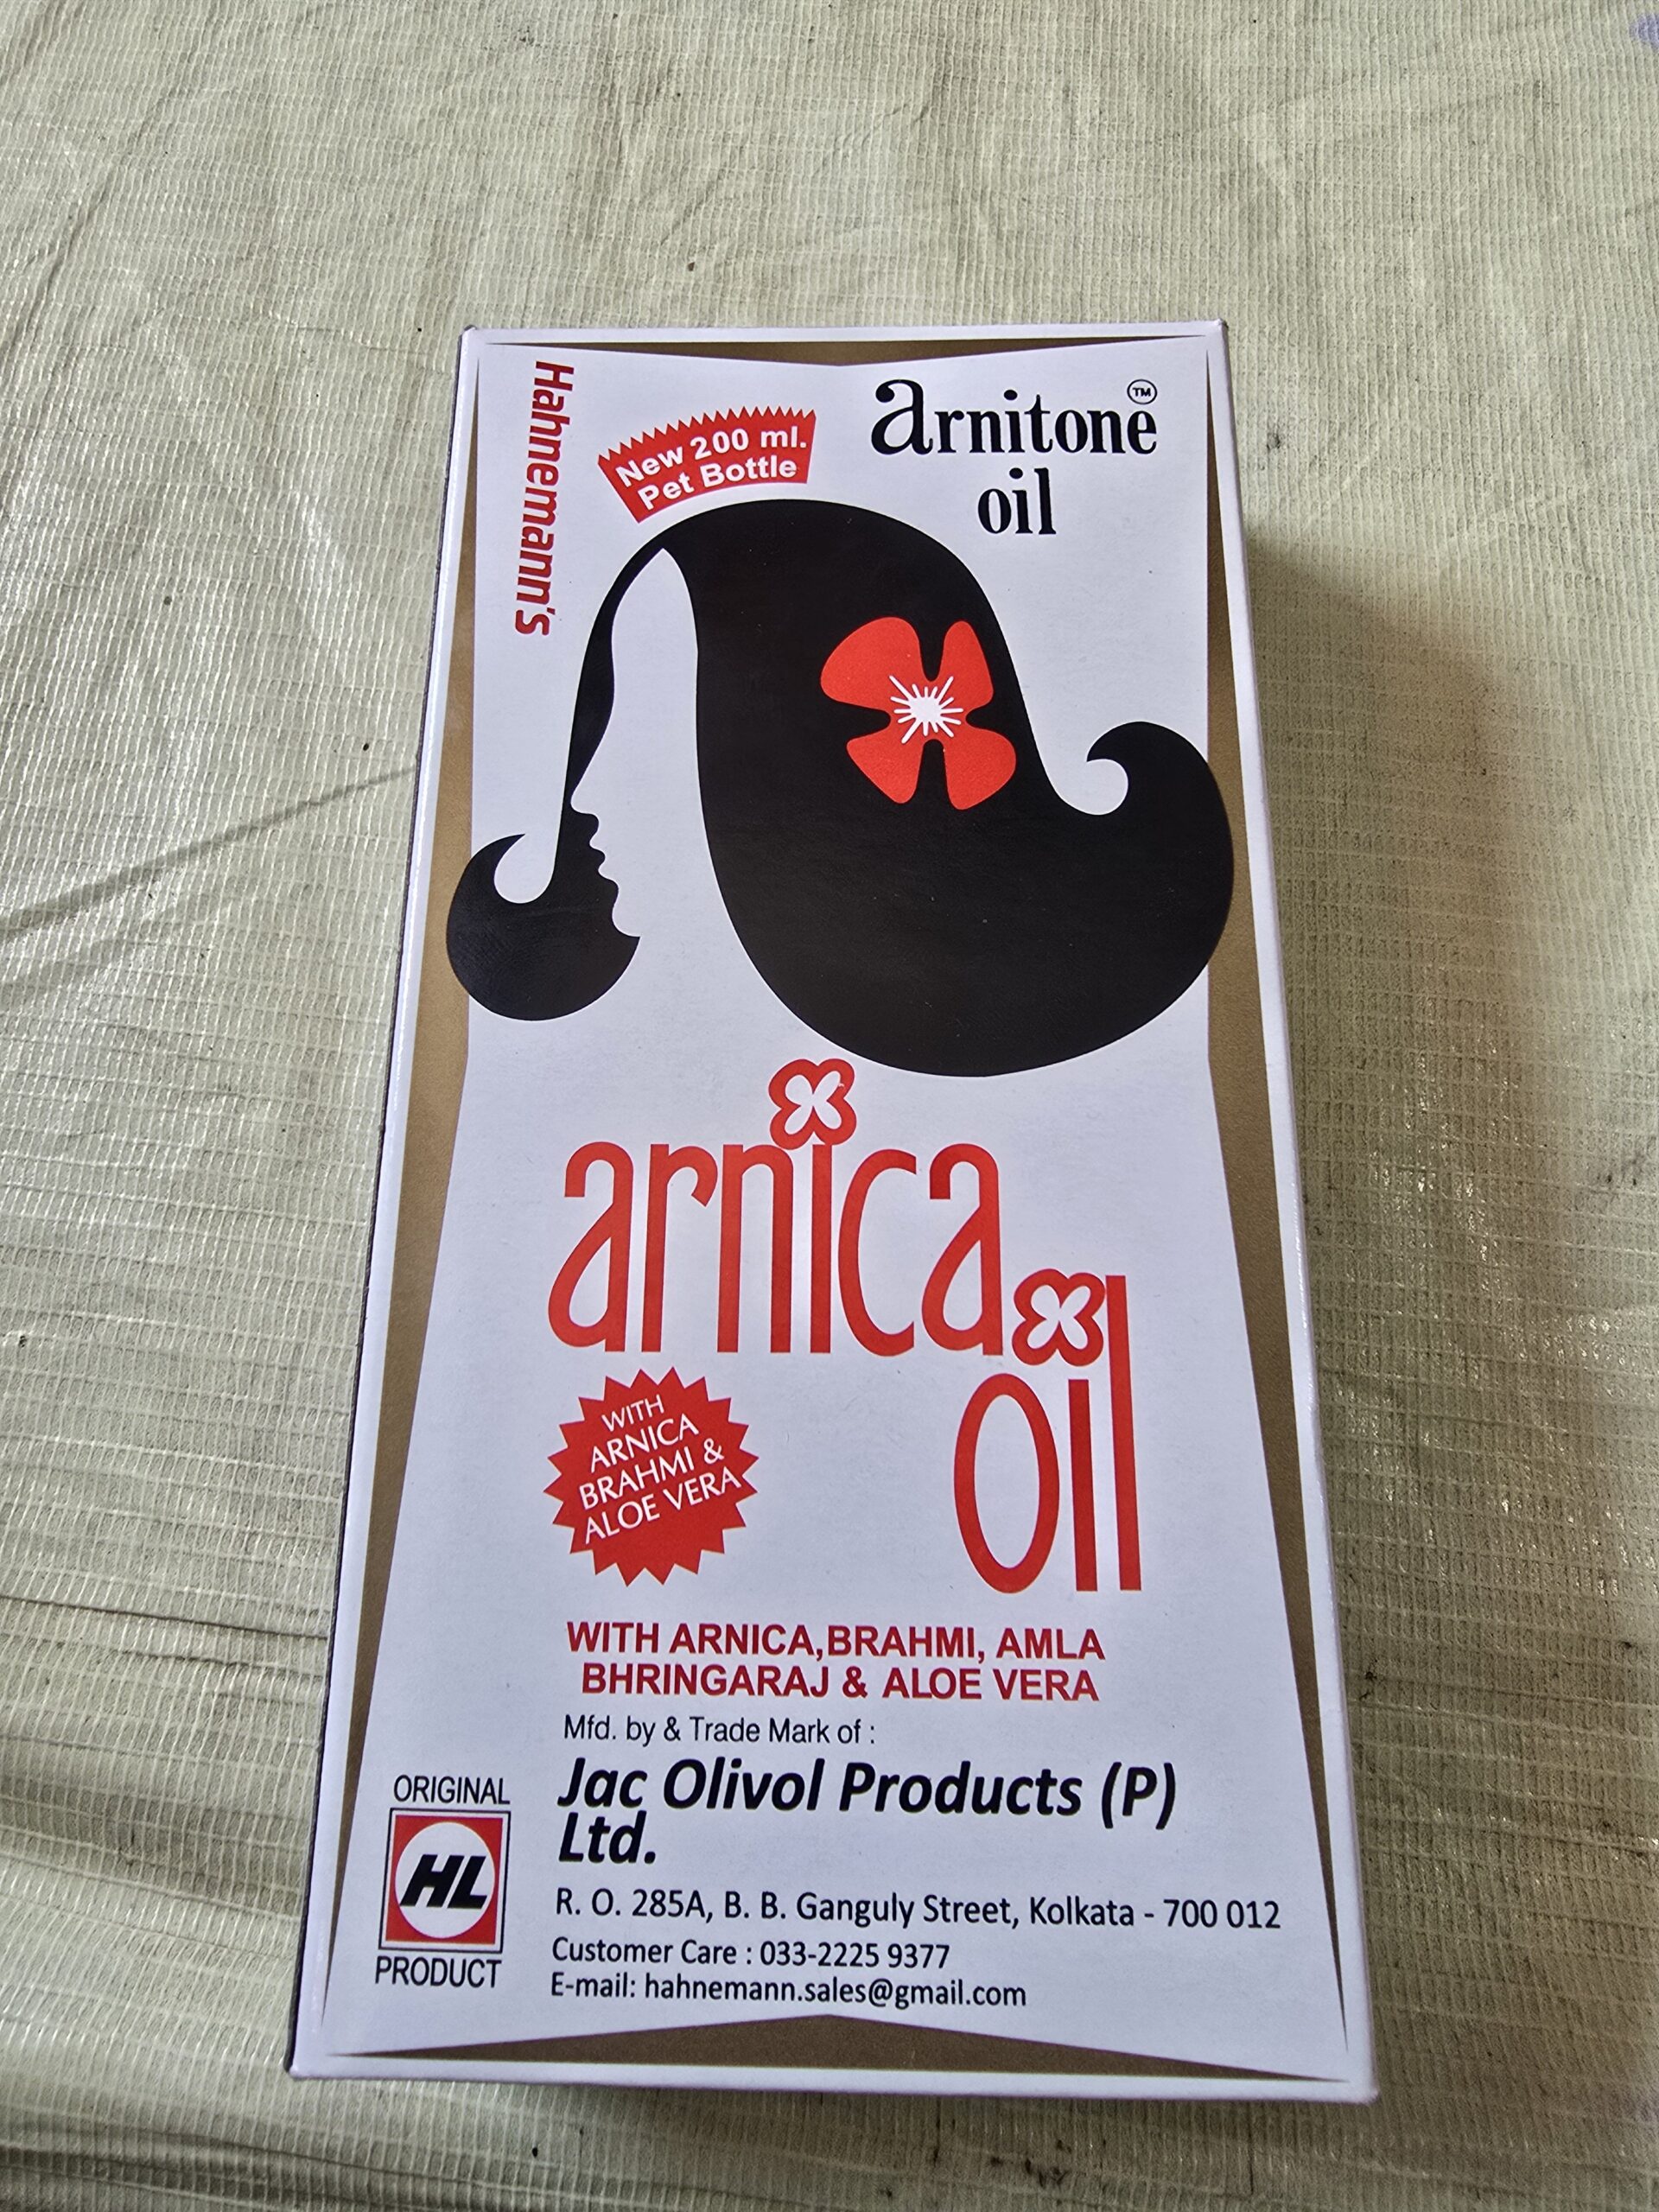 Hahnemann's
New 200 ml.
Pet Bottle
arnitone™
oil
arnica
oil
WITH
ARNICA
BRAHMI &
ALOE VERA
WITH ARNICA,BRAHMI, AMLA
BHRINGARAJ & ALOE VERA
Mfd. by & Trade Mark of :
Jac Olivol Products (P)
Ltd.
R. O. 285A, B. B. Ganguly Street, Kolkata - 700 012
Customer Care : 033-2225 9377
E-mail: hahnemann.sales@gmail.com
ORIGINAL
HL
PRODUCT